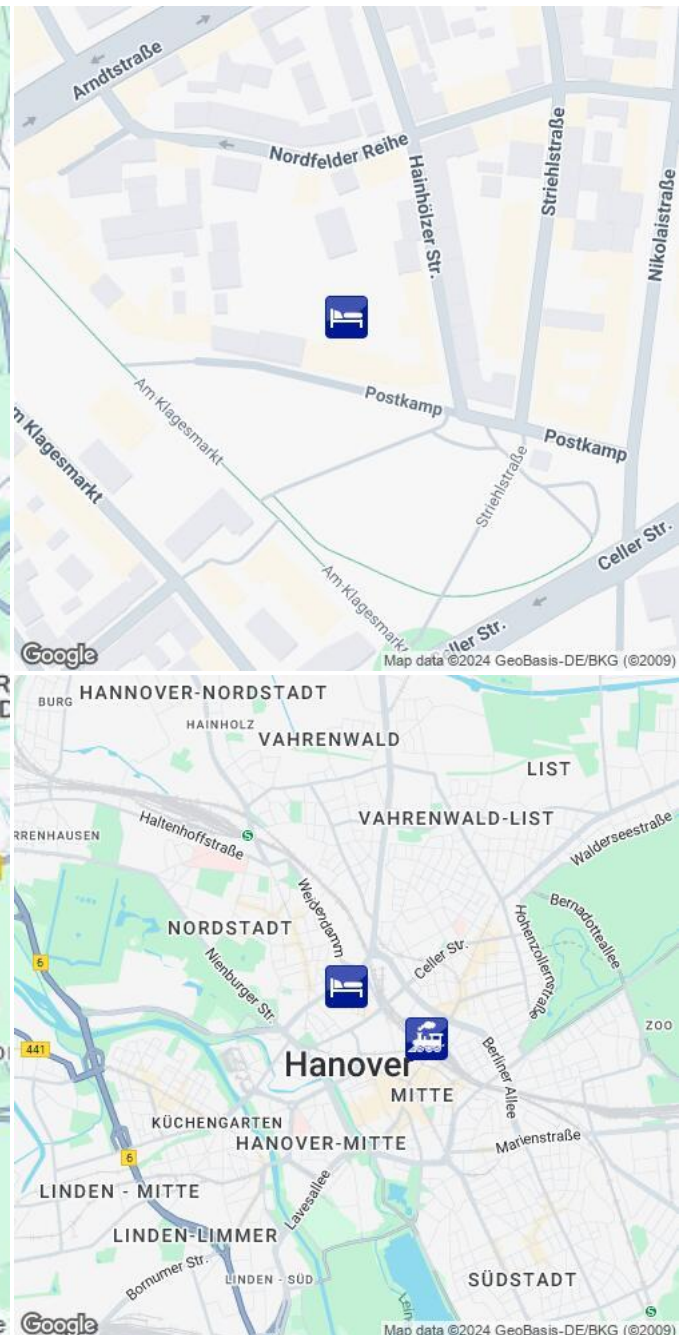 Arndtstraße
Nordfelder Reihe
Hainhölzer Str.
Striehlstraße
Nikolaistraße
Am Klagesmarkt
m Klagesmarkt
Postkamp
Postkamp
Striehlstraße
Celler Str.
Am Klagesmarkt
eller Str.
Google
Map data ©2024 GeoBasis-DE/BKG (©2009)
R
D
BURG
HANNOVER-NORDSTADT
HAINHOLZ
VAHRENWALD
LIST
VAHRENWALD-LIST
RRENHAUSEN
Haltenhoffstraße
S
Walderseestraße
Weidendamm
Bernadotteallee
NORDSTADT
Celler Str.
Hohenzollernstraße
6
Nienburger Str.
ZOO
441
Hanover
Berliner Allee
MITTE
KÜCHENGARTEN
HANOVER-MITTE
Marienstraße
6
LINDEN - MITTE
Lavesallee
LINDEN-LIMMER
Bornumer Str.
LINDEN - SÜD
SÜDSTADT
Lein
S
e
Google
Map data ©2024 GeoBasis-DE/BKG (©2009)